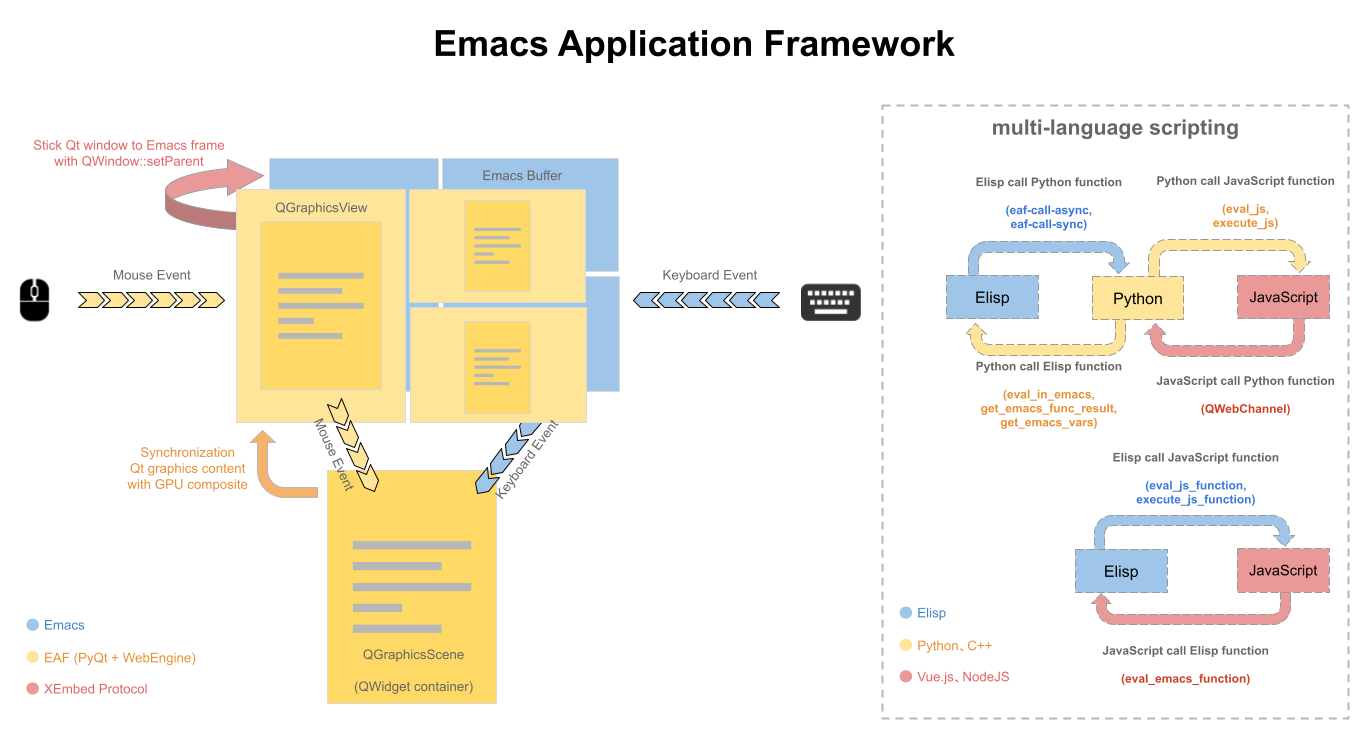 Emacs Application Framework
Stick Qt window to Emacs frame
with QWindow::setParent
Emacs Buffer
QGraphicsView
Mouse Event
Keyboard Event
Mouse Event
Keyboard Event
Synchronization
Qt graphics content
with GPU composite
QGraphicsScene
(QWidget container)
Emacs
EAF (PyQt + WebEngine)
XEmbed Protocol
multi-language scripting
Elisp call Python function
(eaf-call-async,
eaf-call-sync)
Python call JavaScript function
(eval_js,
execute_js)
Elisp
Python
JavaScript
Python call Elisp function
(eval_in_emacs,
get_emacs_func_result,
get_emacs_vars)
JavaScript call Python function
(QWebChannel)
Elisp call JavaScript function
(eval_js_function,
execute_js_function)
Elisp
JavaScript
JavaScript call Elisp function
(eval_emacs_function)
Elisp
Python、C++
Vue.js、NodeJS